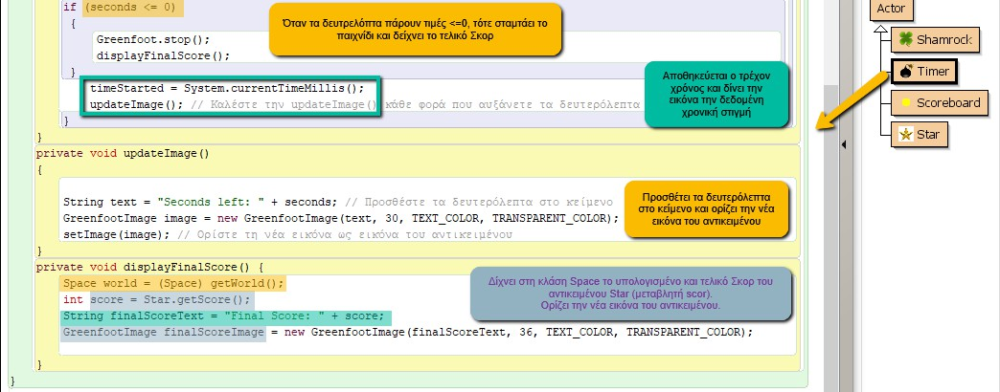 if (seconds <= 0)
{
Greenfoot.stop();
displayFinalScore();
}
timeStarted = System.currentTimeMillis();
updateImage(); // Καλέστε την updateImage() κάθε φορά που αυξάνετε τα δευτερόλεπτα
}
}
private void updateImage()
{
String text = "Seconds left: " + seconds; // Προσθέστε τα δευτερόλεπτα στο κείμενο
GreenfootImage image = new GreenfootImage(text, 30, TEXT_COLOR, TRANSPARENT_COLOR);
setImage(image); // Ορίστε τη νέα εικόνα ως εικόνα του αντικειμένου
}
private void displayFinalScore() {
Space world = (Space) getWorld();
int score = Star.getScore();
String finalScoreText = "Final Score: " + score;
GreenfootImage finalScoreImage = new GreenfootImage(finalScoreText, 36, TEXT_COLOR, TRANSPARENT_COLOR);
}
}
Όταν τα δευτρελόπτα πάρουν τιμές <=0, τότε σταμτάει το
παιχνίδι και δείχνει το τελικό Σκορ
Αποθηκεύεται ο τρέχον
χρόνος και δίνει την
εικόνα την δεδομένη
χρονική στιγμή
Προσθέτει τα δευτερόλεπτα
στο κείμενο και ορίζει την νέα
εικόνα του αντικειμένου
Δίχνει στη κλάση Space το υπολογισμένο και τελικό Σκορ του
αντικειμένου Star (μεταβλητή scor).
Ορίζει την νέα εικόνα του αντικειμένου.
Actor
Shamrock
Timer
Scoreboard
Star